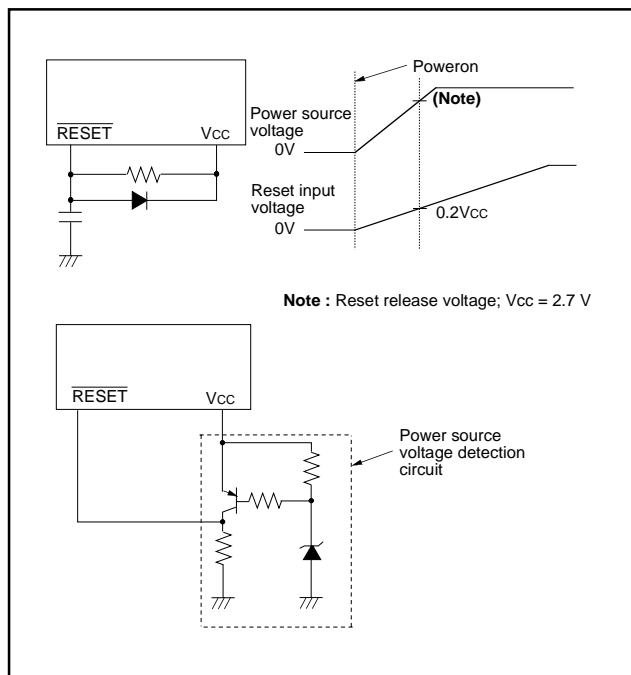 RESET VCC
Poweron
(Note)
Power source
voltage
0V
Reset input
voltage
0V
0.2VCC
Note : Reset release voltage; Vcc = 2.7 V
RESET VCC
Power source
voltage detection
circuit